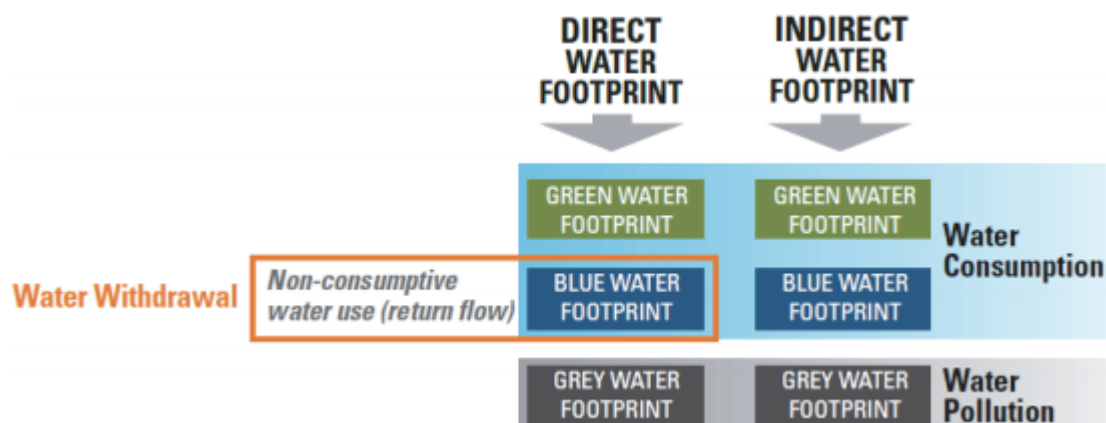 DIRECT
WATER
FOOTPRINT
INDIRECT
WATER
FOOTPRINT
GREEN WATER
FOOTPRINT
GREEN WATER
FOOTPRINT
Water
Consumption
Water Withdrawal
Non-consumptive
water use (return flow)
BLUE WATER
FOOTPRINT
BLUE WATER
FOOTPRINT
GREY WATER
FOOTPRINT
GREY WATER
FOOTPRINT
Water
Pollution